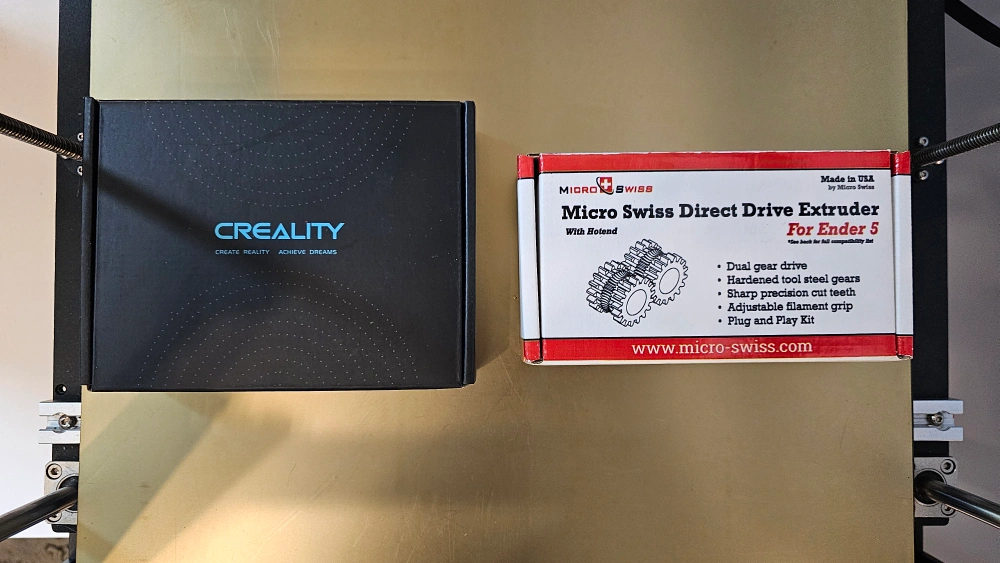 CREALITY
CREATE REALITY ACHIEVE DREAMS
MICRO SWISS
Made in USA
by Micro Swiss
Micro Swiss Direct Drive Extruder
With Hotend
For Ender 5
*See back for full compatibility list
• Dual gear drive
• Hardened tool steel gears
• Sharp precision cut teeth
• Adjustable filament grip
• Plug and Play Kit
www.micro-swiss.com